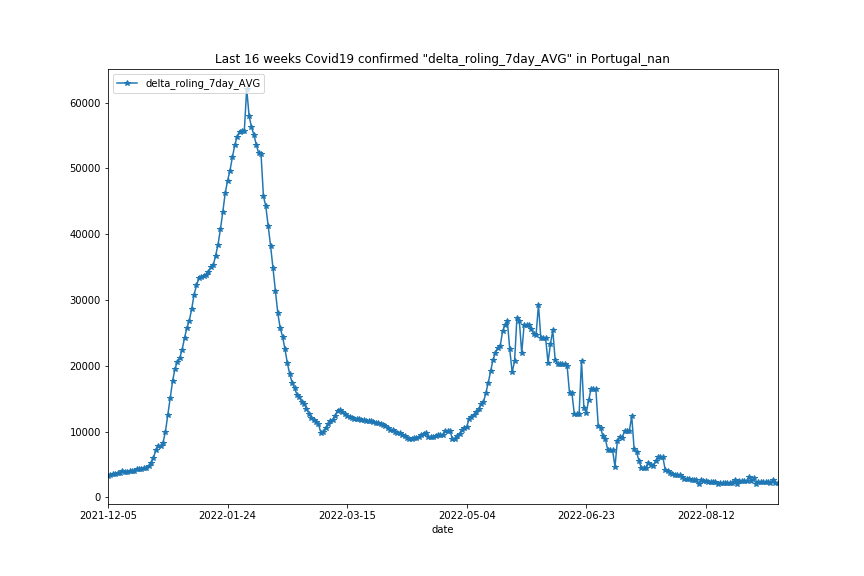 Last 16 weeks Covid19 confirmed "delta_roling_7day_AVG" in Portugal_nan
delta_roling_7day_AVG
60000
50000
40000
30000
20000
10000
0
2021-12-05 2022-01-24 2022-03-15 2022-05-04 2022-06-23 2022-08-12
date